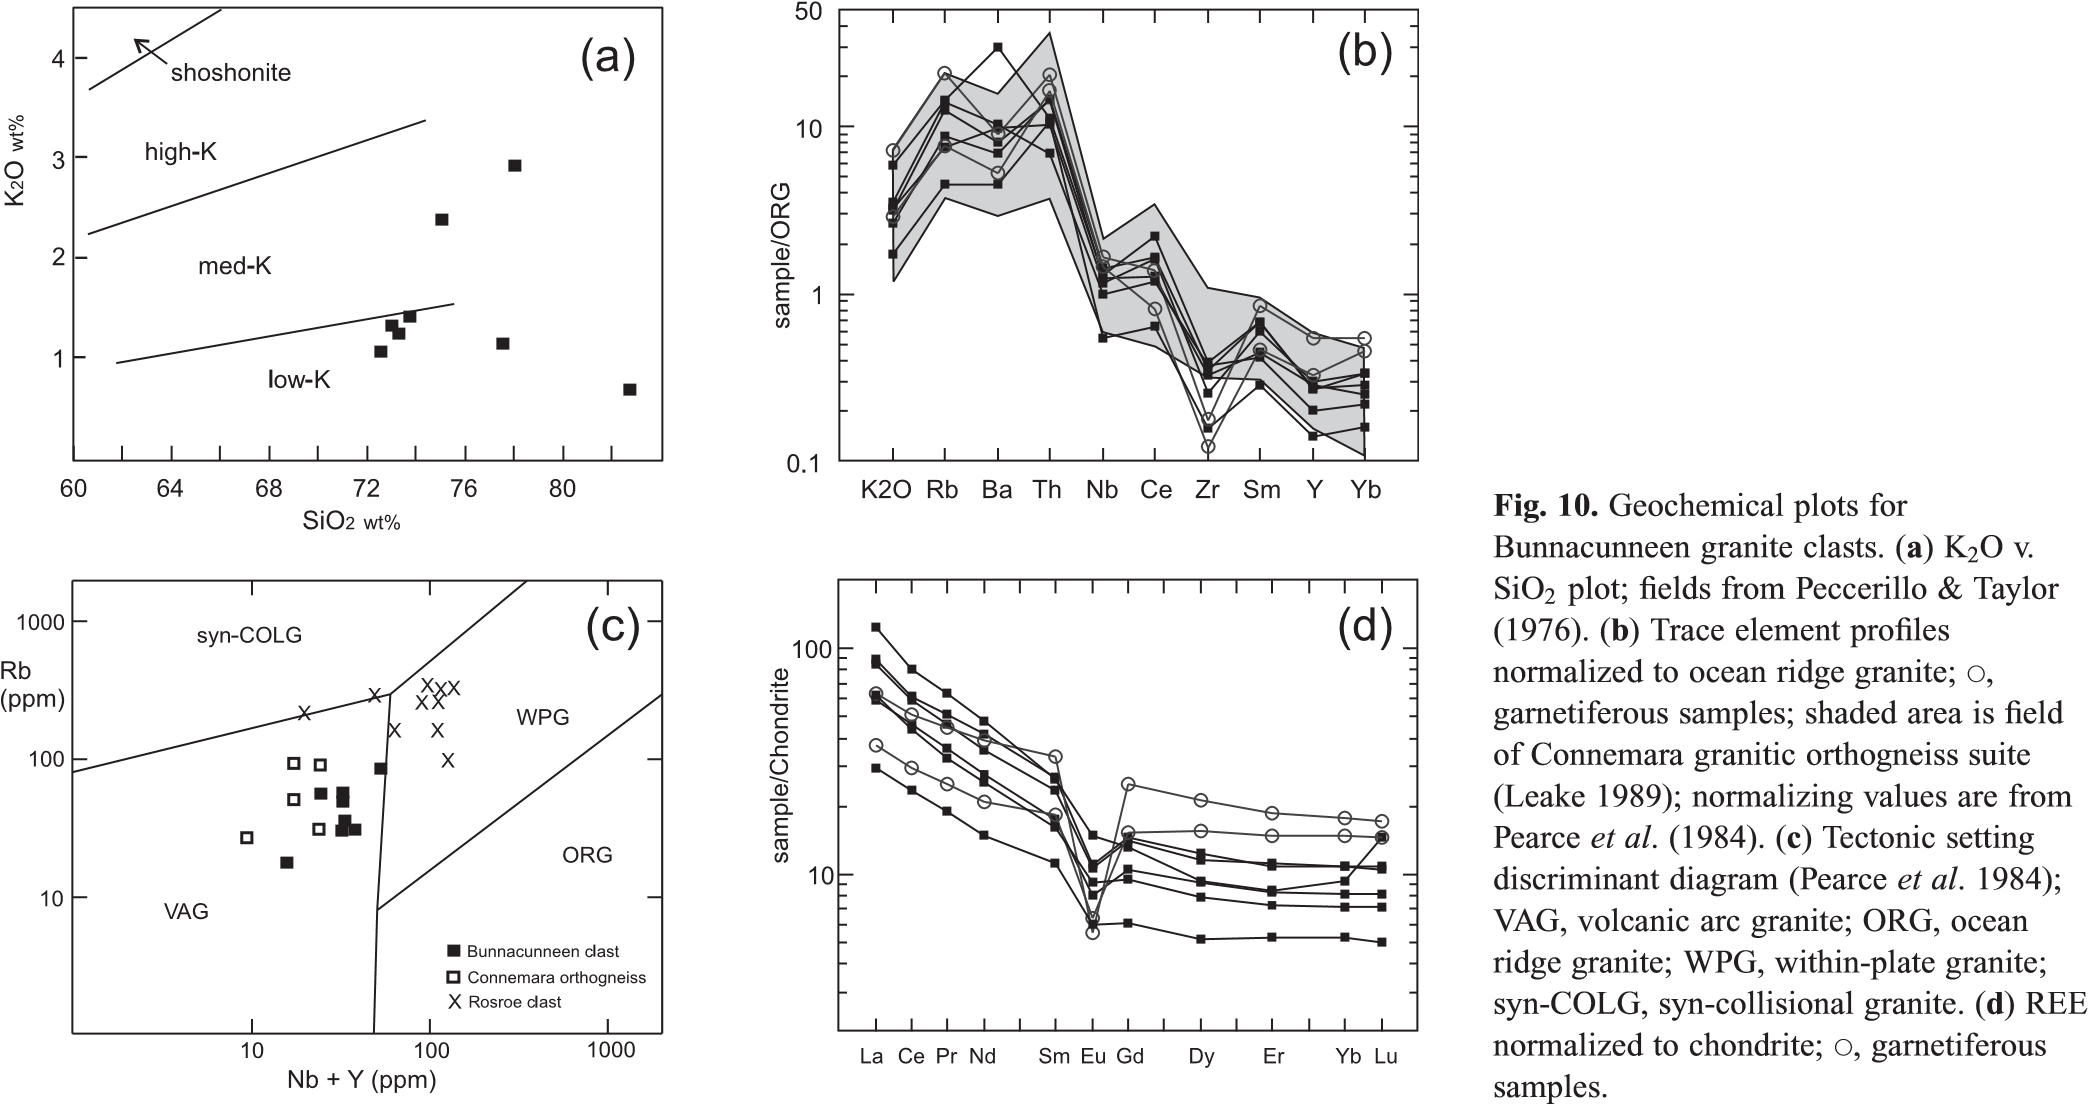 (a)
K2O wt%
4
3
2
1
shoshonite
high-K
med-K
low-K
60 64 68 72 76 80
SiO2 wt%
(b)
sample/ORG
50
10
1
0.1
K2O Rb Ba Th Nb Ce Zr Sm Y Yb
(c)
Rb
(ppm)
1000
100
10
syn-COLG
WPG
ORG
VAG
Bunnacunneen clast
Connemara orthogneiss
X Rosroe clast
10 100 1000
Nb + Y (ppm)
(d)
sample/Chondrite
100
10
La Ce Pr Nd Sm Eu Gd Dy Er Yb Lu
Fig. 10. Geochemical plots for
Bunnacunneen granite clasts. (a) K2O v.
SiO2 plot; fields from Peccerillo & Taylor
(1976). (b) Trace element profiles
normalized to ocean ridge granite; ○,
garnetiferous samples; shaded area is field
of Connemara granitic orthogneiss suite
(Leake 1989); normalizing values are from
Pearce et al. (1984). (c) Tectonic setting
discriminant diagram (Pearce et al. 1984);
VAG, volcanic arc granite; ORG, ocean
ridge granite; WPG, within-plate granite;
syn-COLG, syn-collisional granite. (d) REE
normalized to chondrite; ○, garnetiferous
samples.